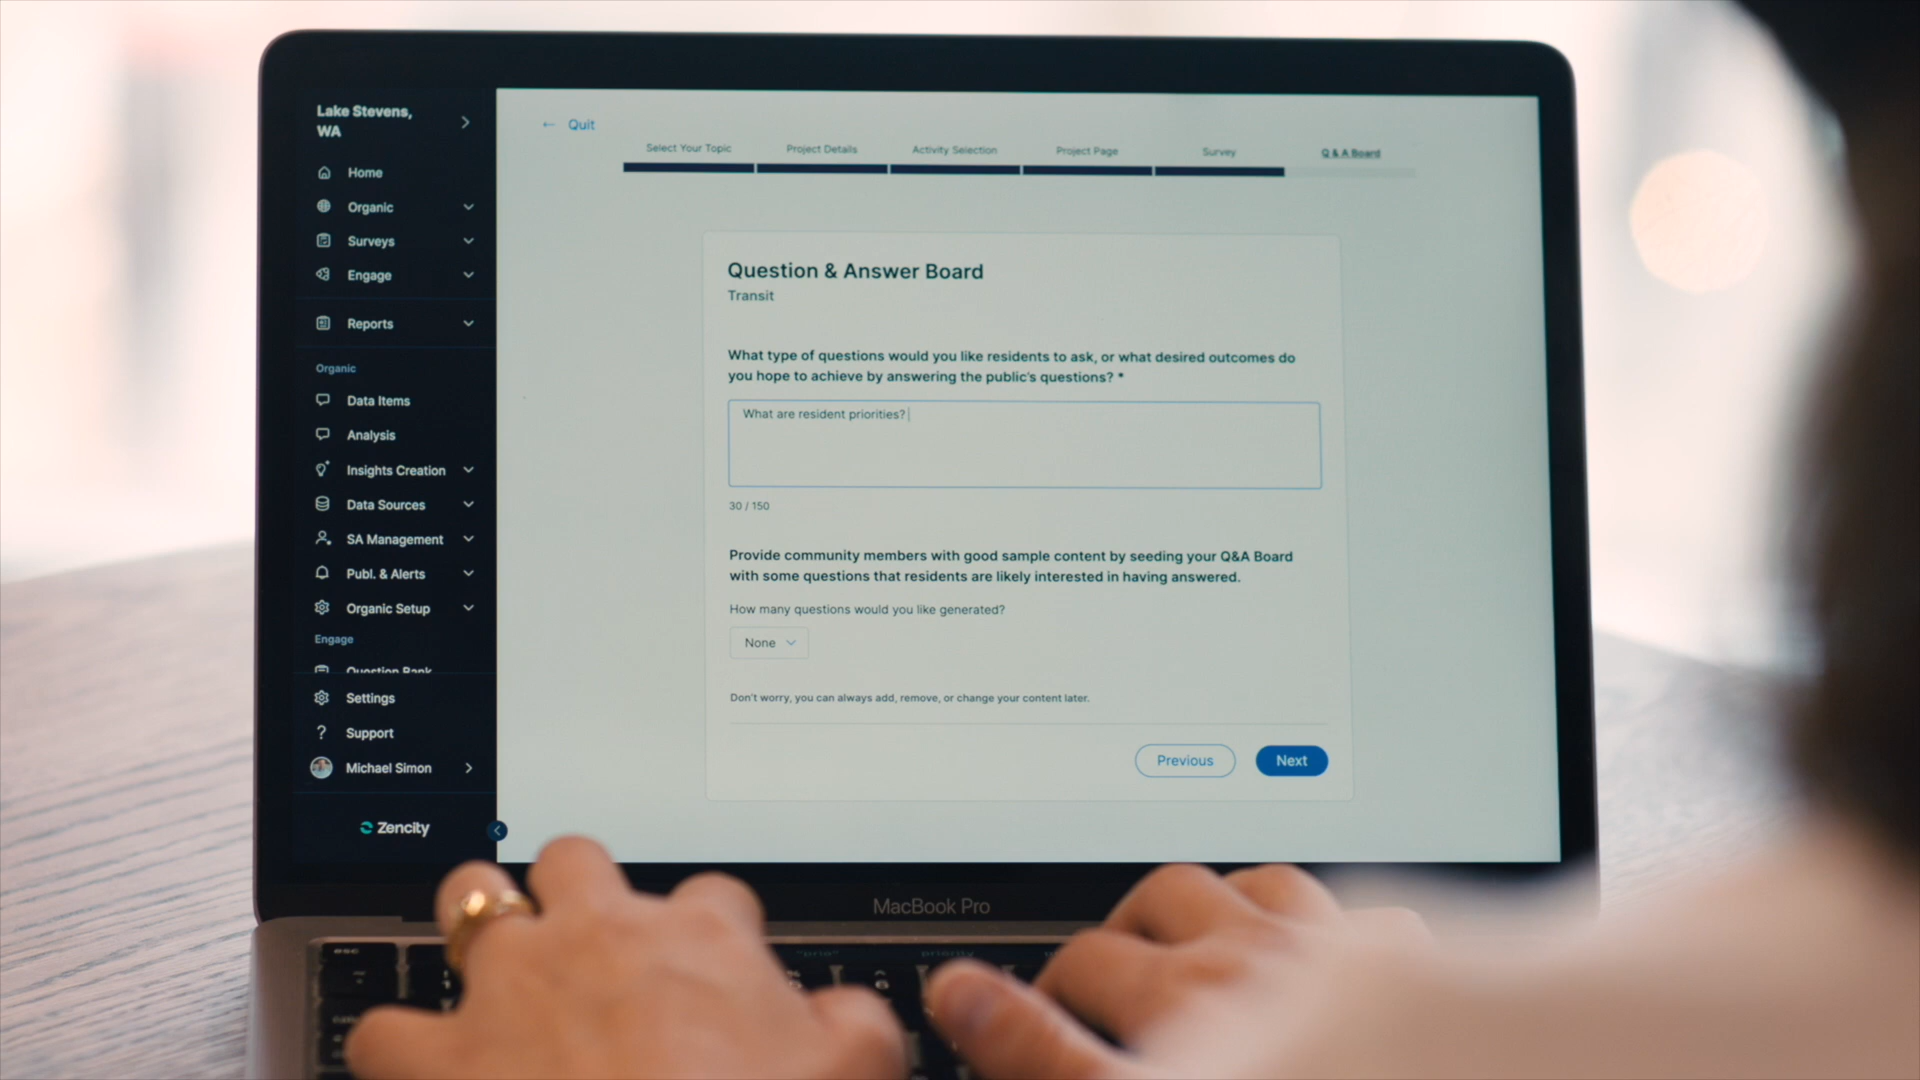 Lake Stevens,
WA
Home
Organic
Surveys
Engage
Reports
Organic
Data Items
Analysis
Insights Creation
Data Sources
SA Management
Publ. & Alerts
Organic Setup
Engage
Question Bank
Settings
? Support
Michael Simon
Zencity
← Quit
Select Your Topic
Project Details
Activity Selection
Project Page
Survey
Q & A Board
Question & Answer Board
Transit
What type of questions would you like residents to ask, or what desired outcomes do
you hope to achieve by answering the public's questions? *
What are resident priorities?
30 / 150
Provide community members with good sample content by seeding your Q&A Board
with some questions that residents are likely interested in having answered.
How many questions would you like generated?
None
Don't worry, you can always add, remove, or change your content later.
Previous
Next
MacBook Pro
esc
priority
6